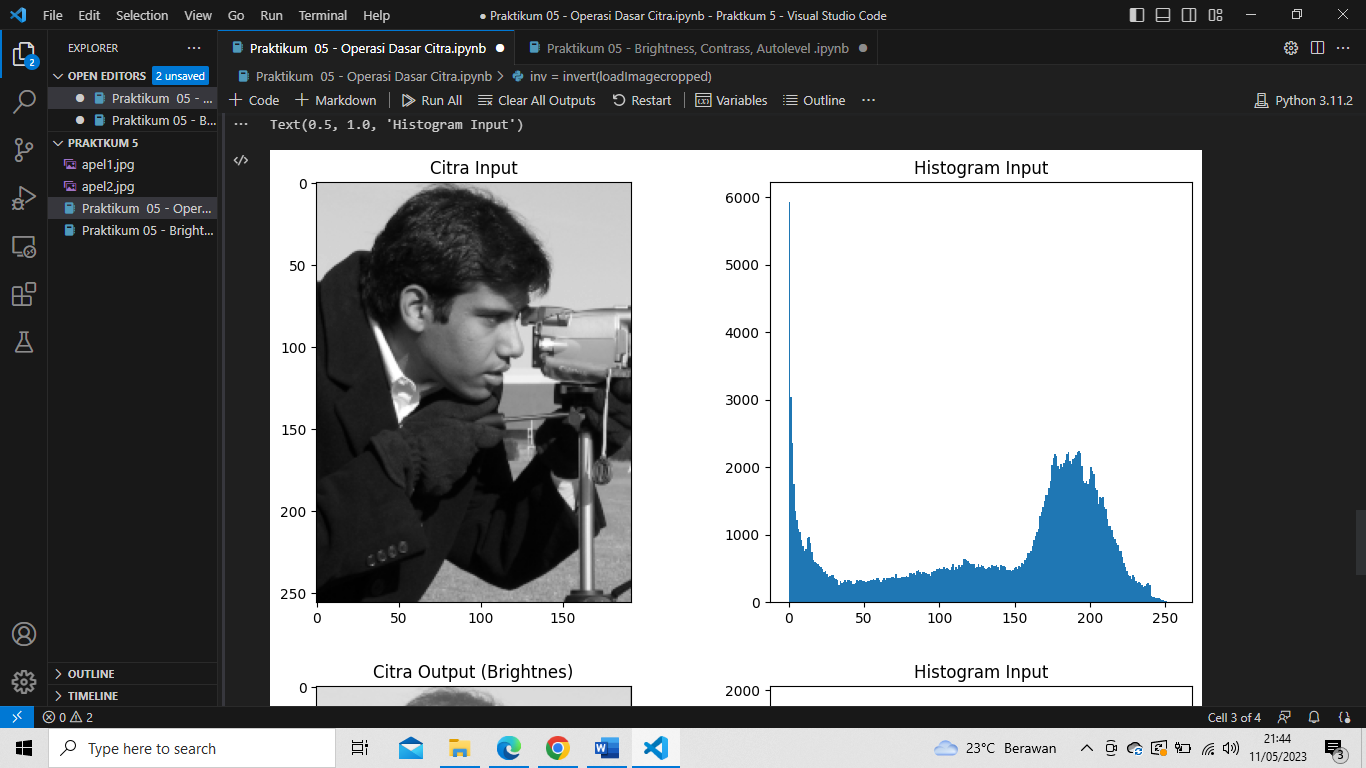 File Edit Selection View Go Run Terminal Help
● Praktikum 05 - Operasi Dasar Citra.ipynb - Praktkum 5 - Visual Studio Code
EXPLORER ···
2
OPEN EDITORS 2 unsaved
Praktikum 05 - ...
Praktikum 05 - B...
PRAKTKUM 5
apel1.jpg
apel2.jpg
Praktikum 05 - Oper...
Praktikum 05 - Bright...
OUTLINE
TIMELINE
Praktikum 05 - Operasi Dasar Citra.ipynb
Praktikum 05 - Brightness, Contrass, Autolevel .ipynb
Praktikum 05 - Operasi Dasar Citra.ipynb > inv = invert(loadImagecropped)
+ Code + Markdown Run All Clear All Outputs Restart Variables Outline ···
Python 3.11.2
··· Text(0.5, 1.0, 'Histogram Input')
Citra Input
0
50
100
150
200
250
0 50 100 150
Histogram Input
6000
5000
4000
3000
2000
1000
0
0 50 100 150 200 250
Citra Output (Brightnes)
0
Histogram Input
2000
0 2
Cell 3 of 4
Type here to search
23°C Berawan
21:44
11/05/2023
3